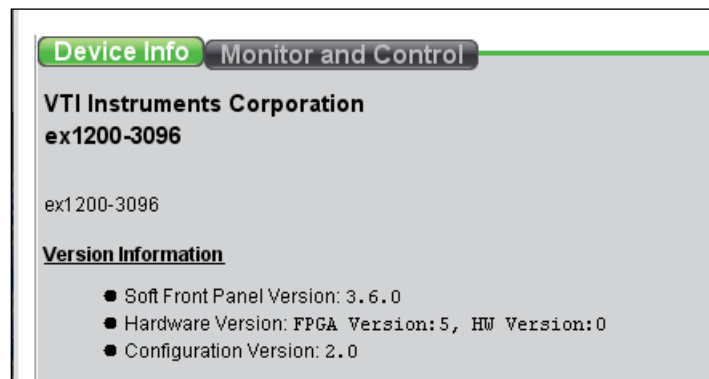 Device Info Monitor and Control
VTI Instruments Corporation
ex1200-3096
ex1200-3096
Version Information
Soft Front Panel Version: 3.6.0
Hardware Version: FPGA Version:5, HW Version:0
Configuration Version: 2.0